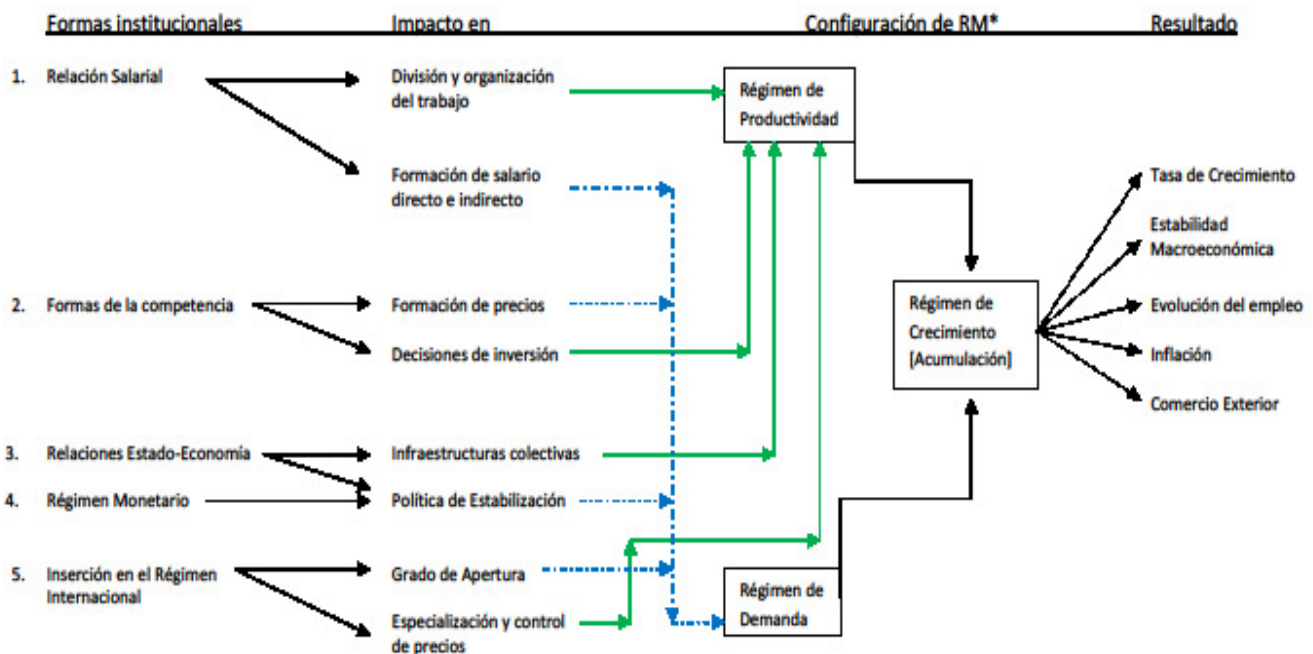 Formas institucionales Impacto en Configuración de RM* Resultado
1. Relación Salarial
División y organización
del trabajo
Formación de salario
directo e indirecto
2. Formas de la competencia
Formación de precios
Decisiones de inversión
3. Relaciones Estado-Economía
Infraestructuras colectivas
4. Régimen Monetario
Política de Estabilización
5. Inserción en el Régimen
Internacional
Grado de Apertura
Especialización y control
de precios
Régimen de
Productividad
Régimen de
Demanda
Régimen de
Crecimiento
(Acumulación)
Tasa de Crecimiento
Estabilidad
Macroeconómica
Evolución del empleo
Inflación
Comercio Exterior